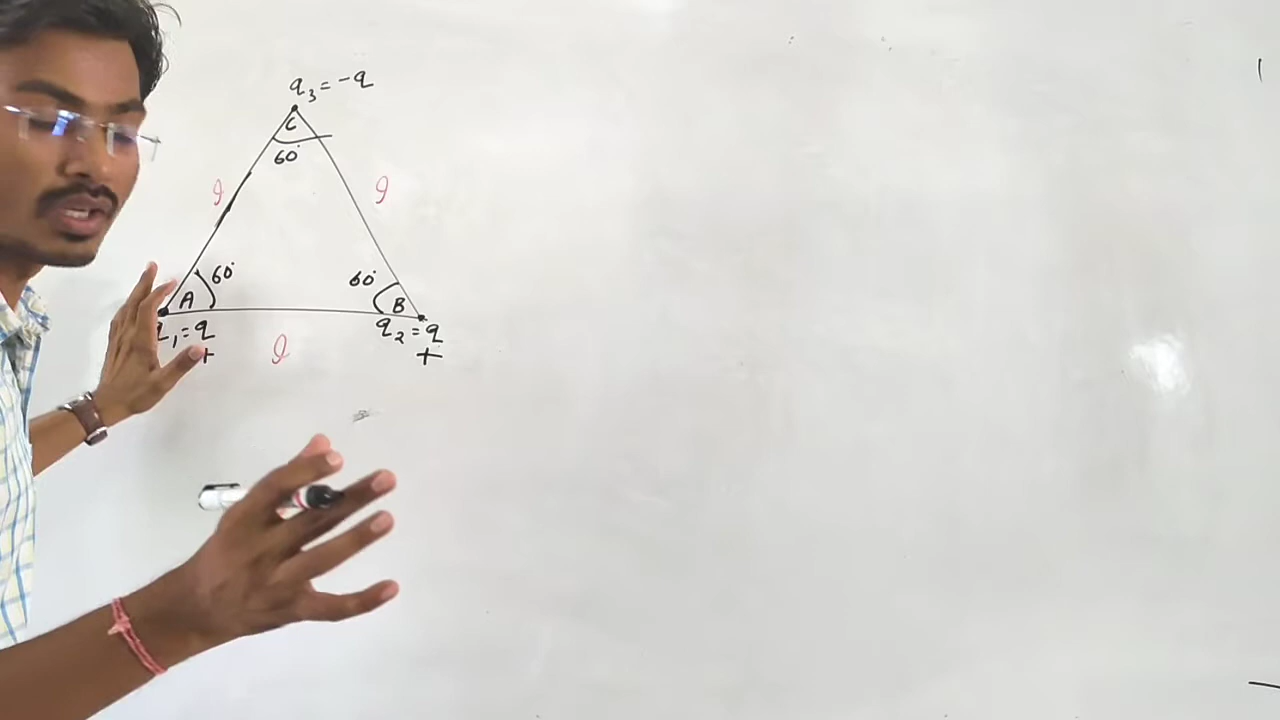 q₃ = -q
C
60°
l
l
60°
60°
A
B
q₁ = q
q₂ = q
+
+
l